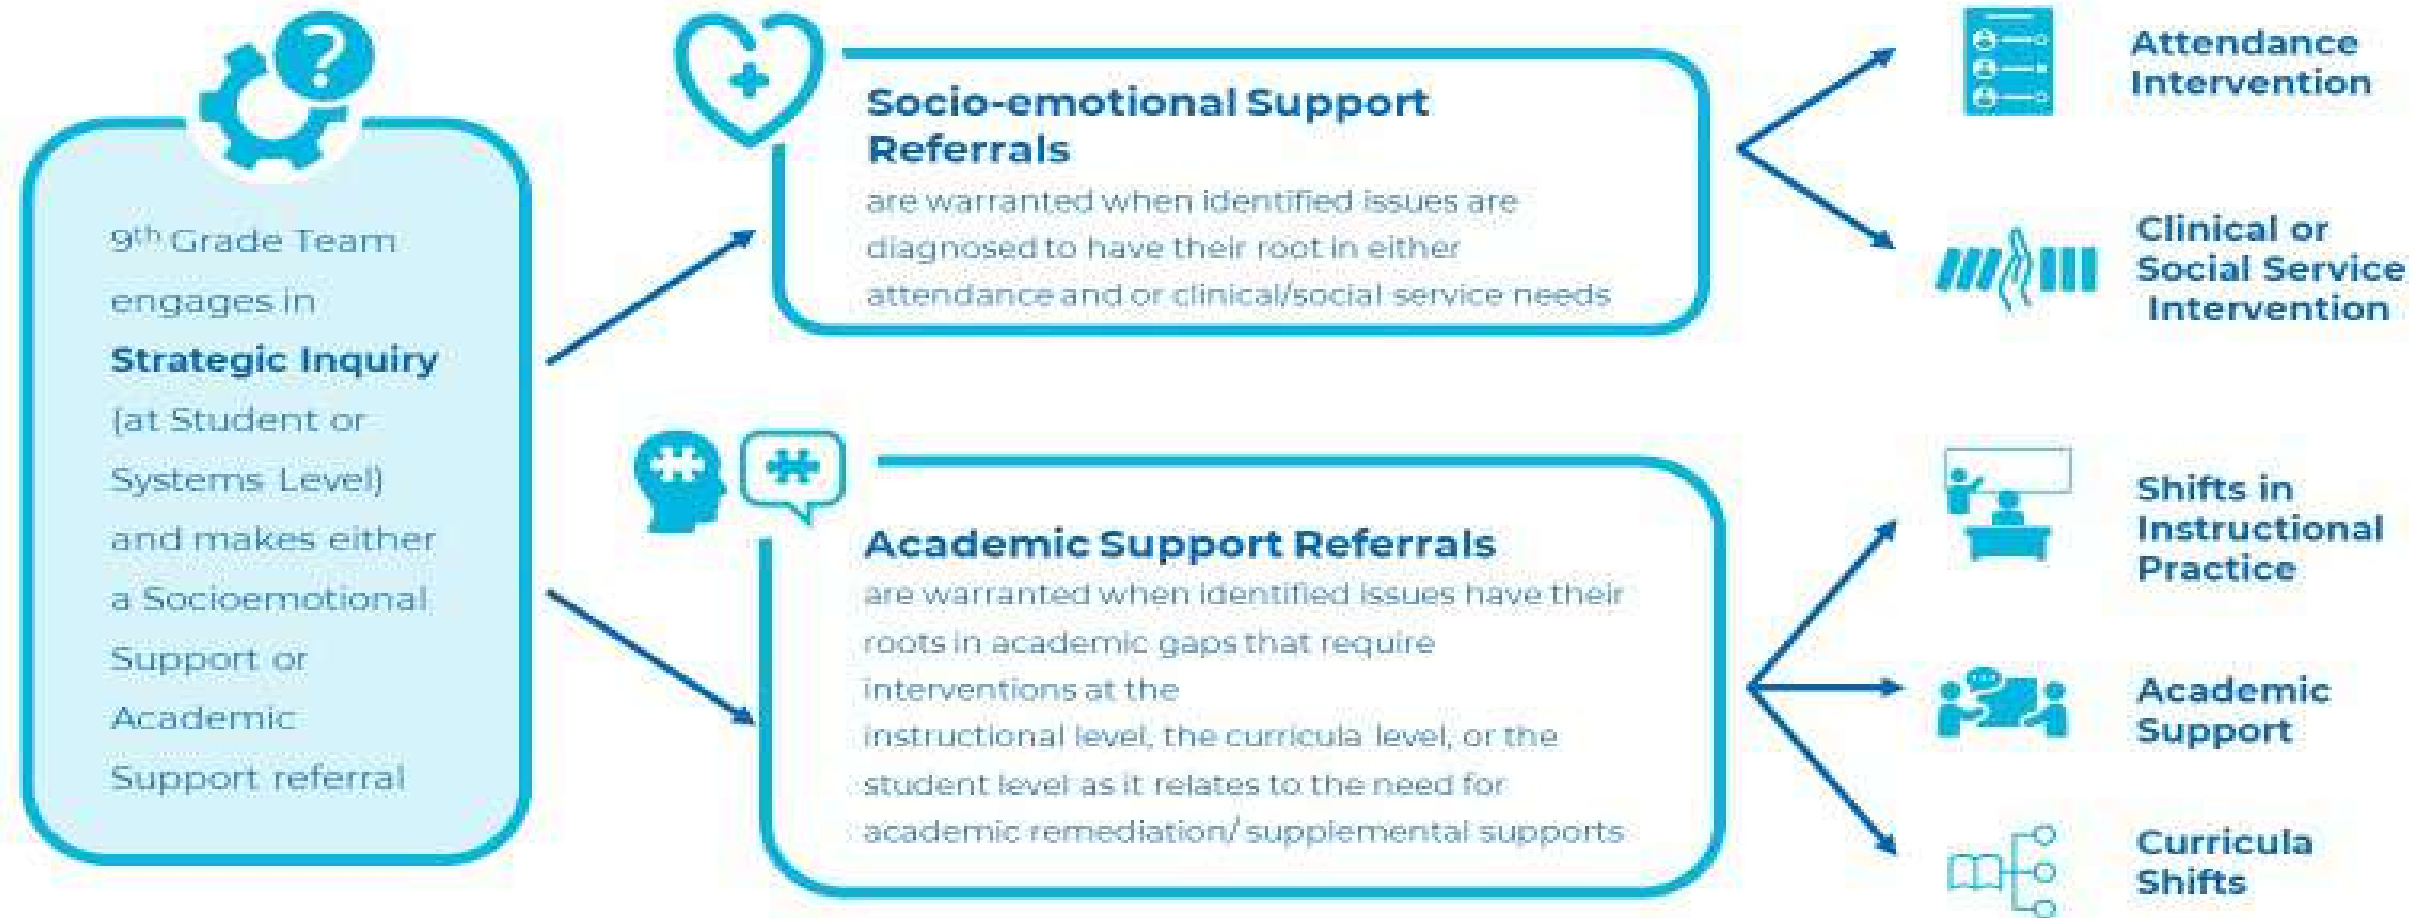 ?
9th Grade Team
engages in
Strategic Inquiry
(at Student or
Systems Level)
and makes either
a Socioemotional
Support or
Academic
Support referral
Socio-emotional Support
Referrals
are warranted when identified issues are
diagnosed to have their root in either
attendance and or clinical/social service needs
Academic Support Referrals
are warranted when identified issues have their
roots in academic gaps that require
interventions at the
instructional level, the curricula level, or the
student level as it relates to the need for
academic remediation/ supplemental supports
Attendance
Intervention
Clinical or
Social Service
Intervention
Shifts in
Instructional
Practice
Academic
Support
Curricula
Shifts